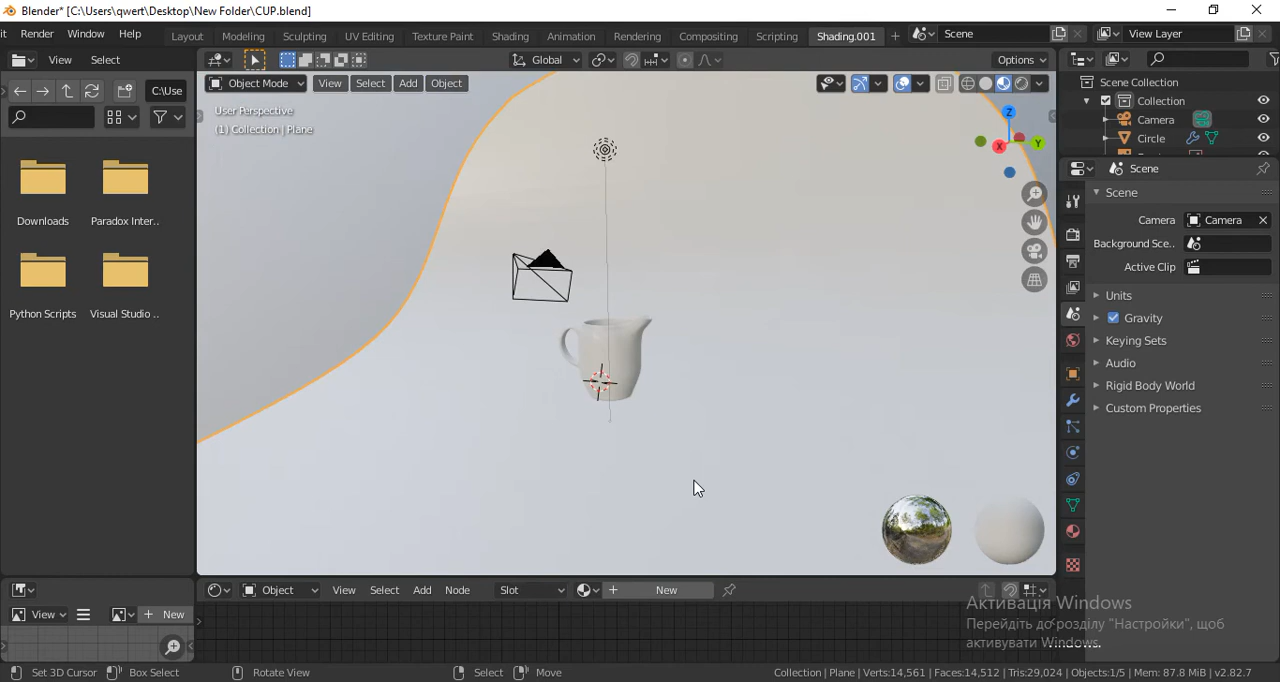 Blender* [C:\Users\qwert\Desktop\New Folder\CUP.blend]
it Render Window Help Layout Modeling Sculpting UV Editing Texture Paint Shading Animation Rendering Compositing Scripting Shading.001 + Scene View Layer
View Select Global Options
C:\Use Object Mode View Select Add Object
User Perspective
(1) Collection | Plane
Scene Collection
Collection
Camera
Circle
Z
X
Y
Downloads Paradox Inter..
Python Scripts Visual Studio ..
Scene
Scene
Camera Camera
Background Sce..
Active Clip
Units
Gravity
Keying Sets
Audio
Rigid Body World
Custom Properties
Object View Select Add Node Slot New
View New
Активація Windows
Перейдіть до розділу "Настройки", щоб
активувати Windows.
Set 3D Cursor Box Select Rotate View Select Move Collection | Plane | Verts:14,561 | Faces:14,512 | Tris:29,024 | Objects:1/5 | Mem: 87.8 MiB | v2.82.7